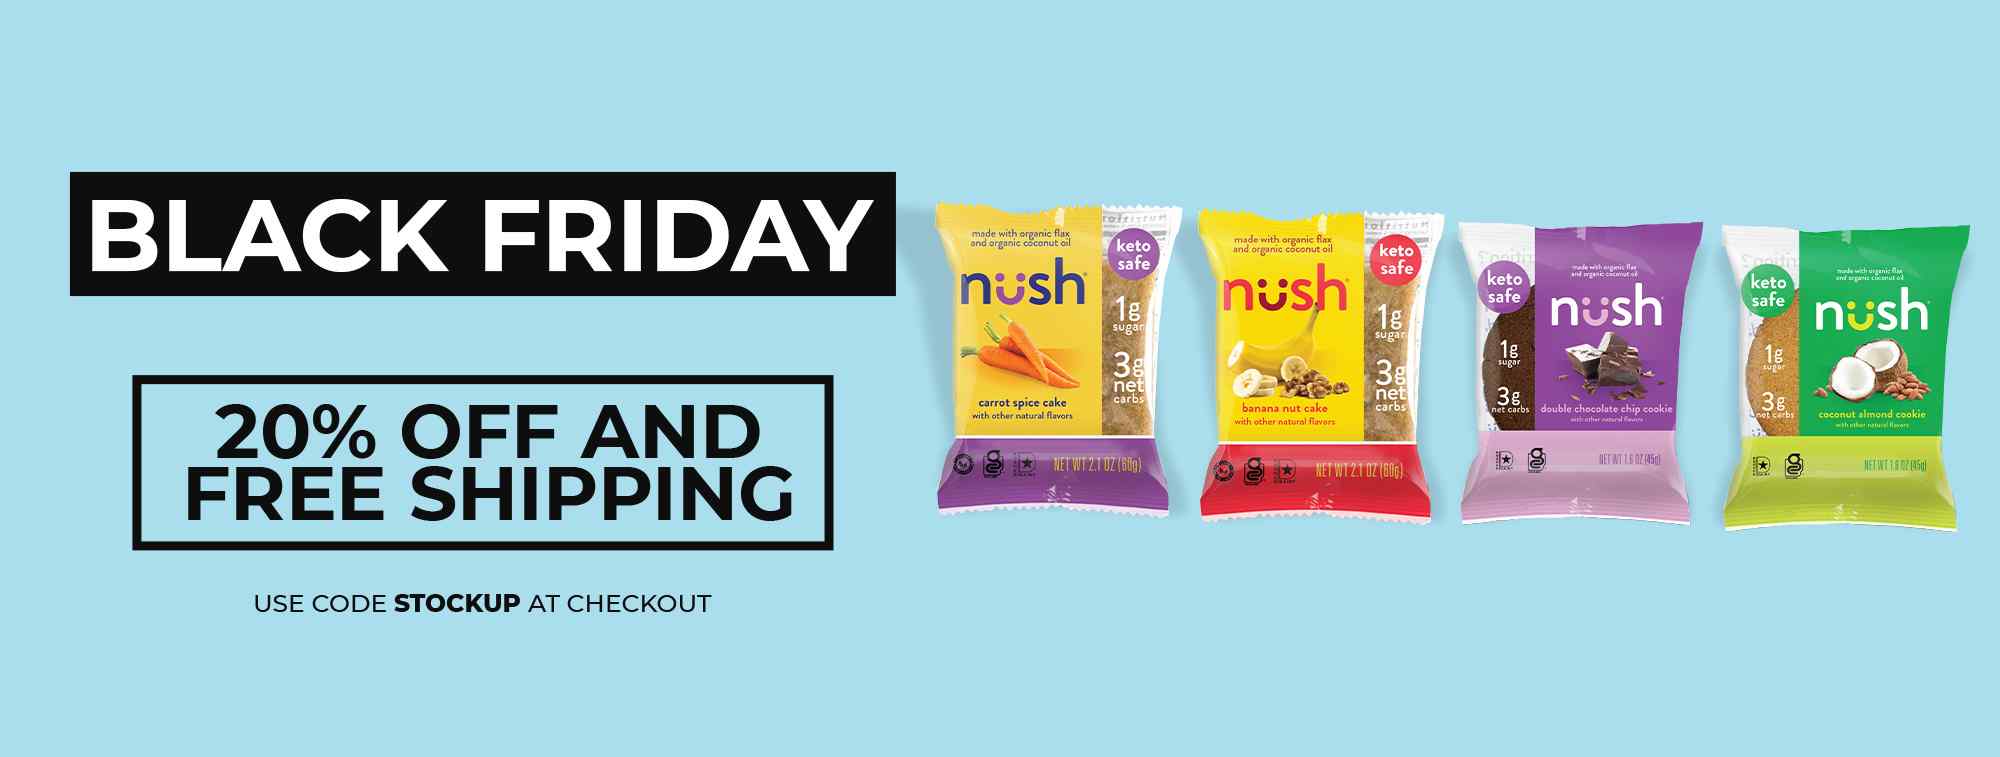 BLACK FRIDAY
20% OFF AND
FREE SHIPPING
USE CODE STOCKUP AT CHECKOUT
made with organic flax
and organic coconut oil
nüsh
keto
safe
1g
sugar
3g
net
carbs
carrot spice cake
with other natural flavors
NET WT 2.1 OZ (60g)
made with organic flax
and organic coconut oil
nüsh
keto
safe
1g
sugar
3g
net
carbs
banana nut cake
with other natural flavors
NET WT 2.1 OZ (60g)
keto
safe
made with organic flax
and organic coconut oil
nüsh
1g
sugar
3g
net carbs
double chocolate chip cookie
with other natural flavors
NET WT 1.6 OZ (45g)
keto
safe
made with organic flax
and organic coconut oil
nüsh
1g
sugar
3g
net carbs
coconut almond cookie
with other natural flavors
NET WT 1.6 OZ (45g)